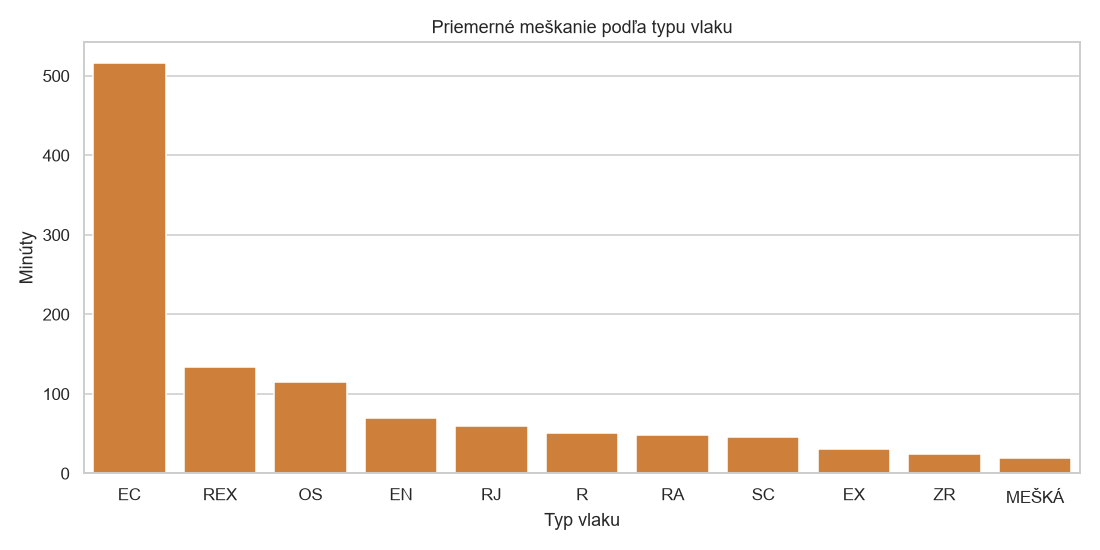 Priemerné meškanie podľa typu vlaku
Minúty
500
400
300
200
100
0
EC REX OS EN RJ R RA SC EX ZR MEŠKÁ
Typ vlaku